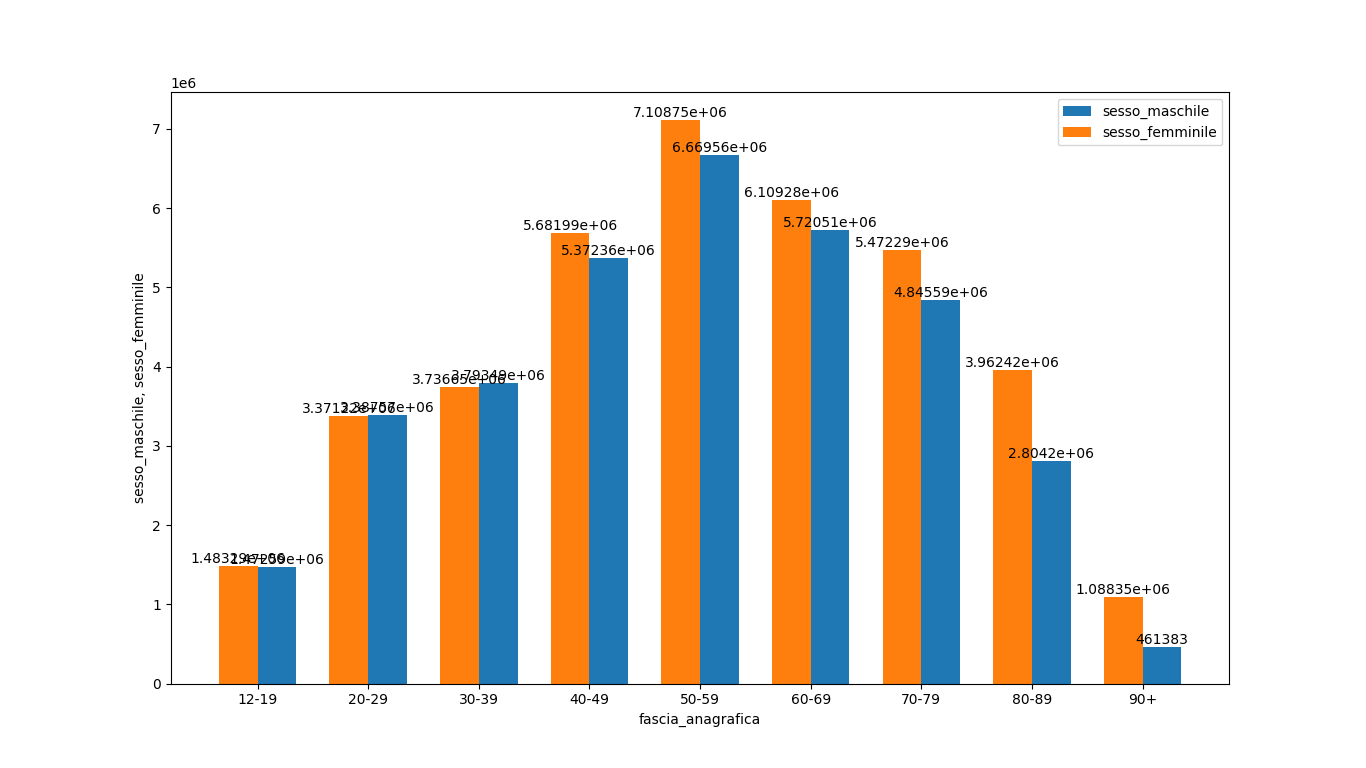 1e6
sesso_maschile
sesso_femminile
7
6
5
4
3
2
1
0
sesso_maschile, sesso_femminile
7.10875e+06
6.66956e+06
6.10928e+06
5.72051e+06
5.68199e+06
5.37236e+06
5.47229e+06
4.84559e+06
3.73665e+06
3.79349e+06
3.96242e+06
2.8042e+06
1.08835e+06
461383
12-19
20-29
30-39
40-49
50-59
60-69
70-79
80-89
90+
fascia_anagrafica